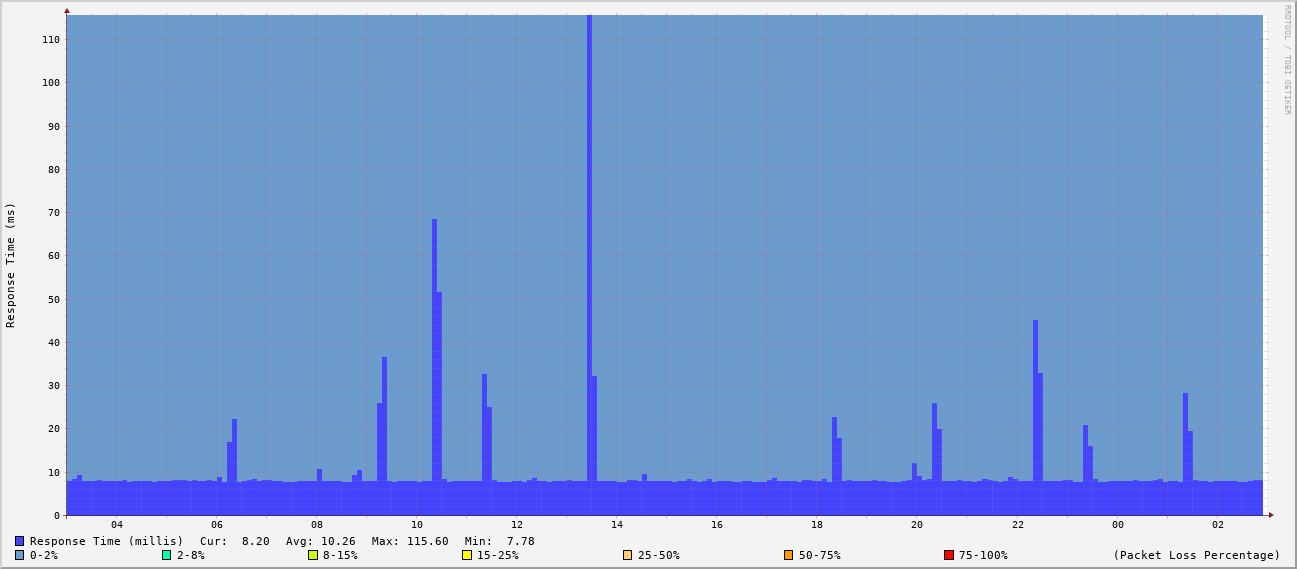 RRDTOOL / TOBI OETIKER
Response Time (ms)
110
100
90
80
70
60
50
40
30
20
10
0
04 06 08 10 12 14 16 18 20 22 00 02
Response Time (millis) Cur: 8.20 Avg: 10.26 Max: 115.60 Min: 7.78
0-2% 2-8% 8-15% 15-25% 25-50% 50-75% 75-100% (Packet Loss Percentage)